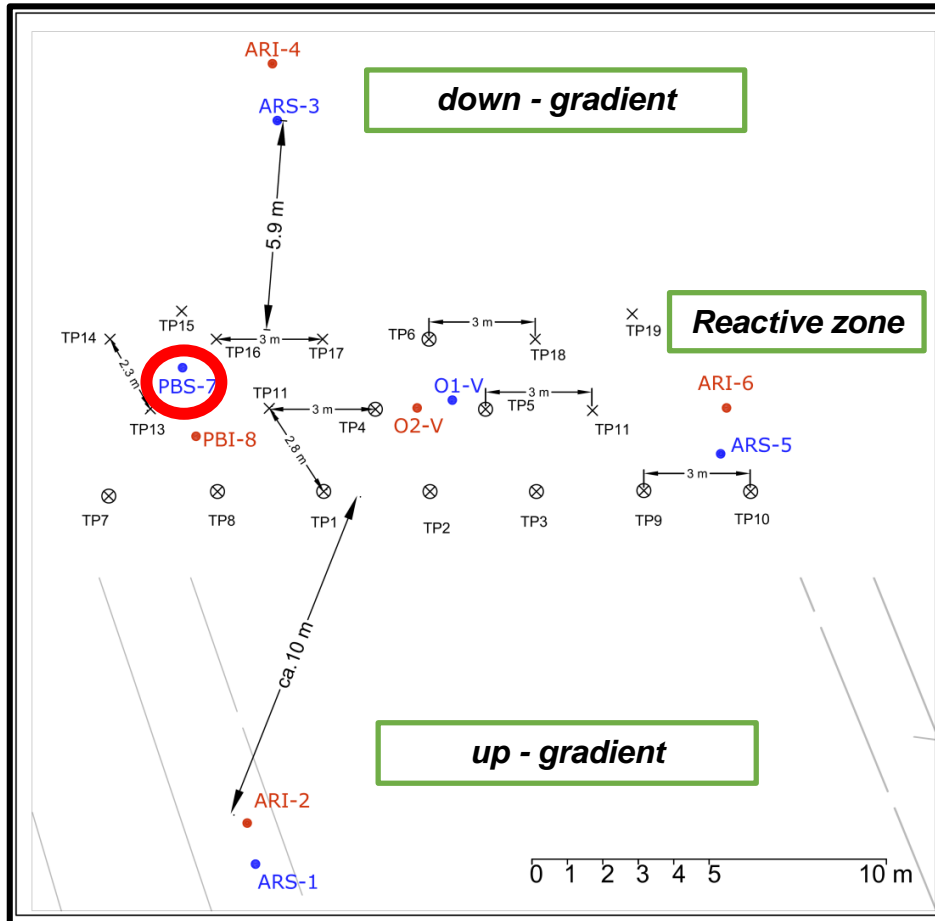 ARI-4
down - gradient
ARS-3
5.9 m
TP15
TP14
3 m
TP16
TP17
TP6
3 m
TP18
TP19
Reactive zone
2.3 m
PBS-7
TP13
PBI-8
TP11
3 m
TP4
O1-V
O2-V
3 m
TP5
TP11
ARI-6
ARS-5
2.8 m
3 m
TP7
TP8
TP1
TP2
TP3
TP9
TP10
ca.10 m
up - gradient
ARI-2
ARS-1
0 1 2 3 4 5 10 m